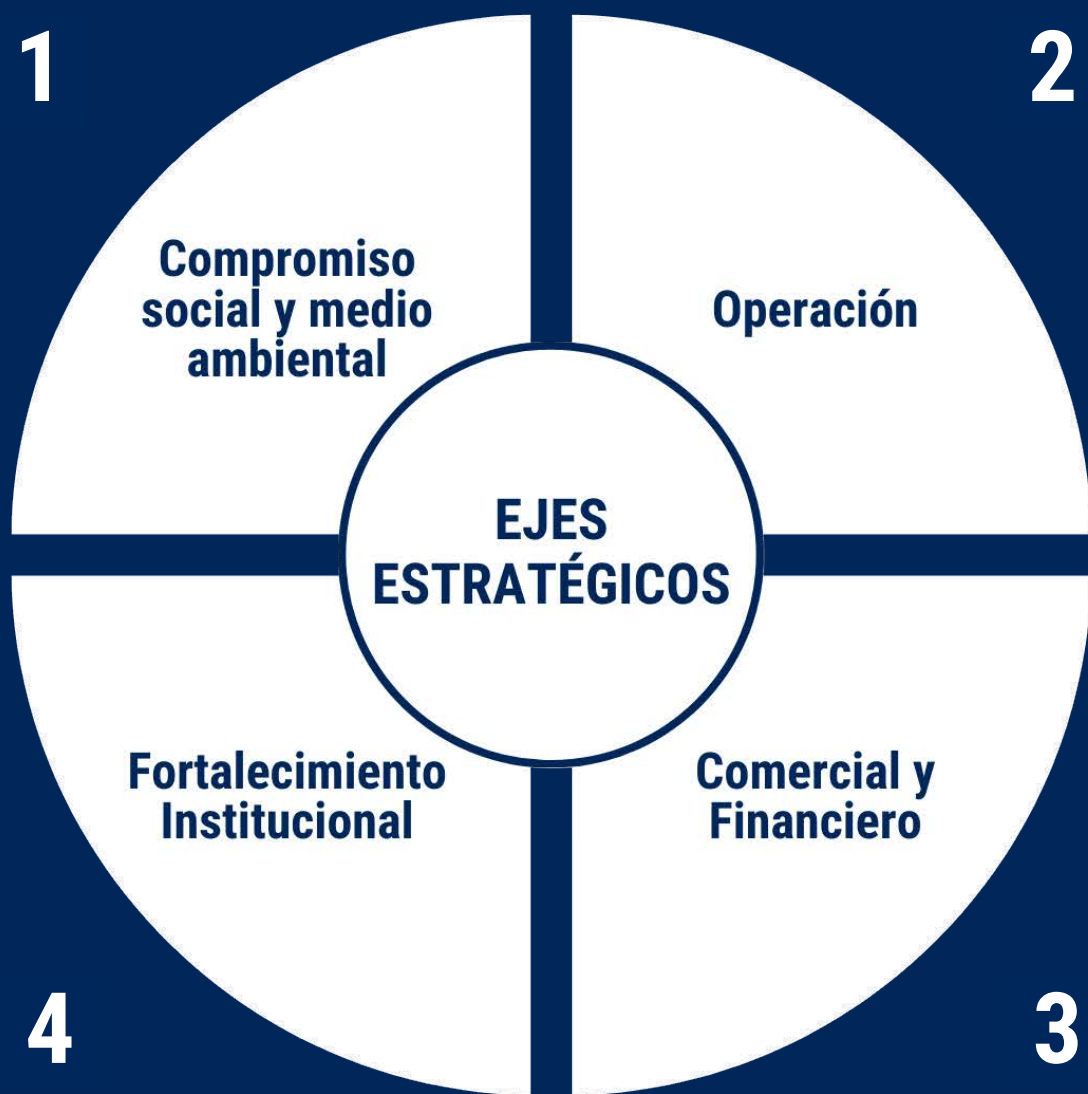 1
Compromiso
social y medio
ambiental
2
Operación
EJES
ESTRATÉGICOS
4
Fortalecimiento
Institucional
3
Comercial y
Financiero